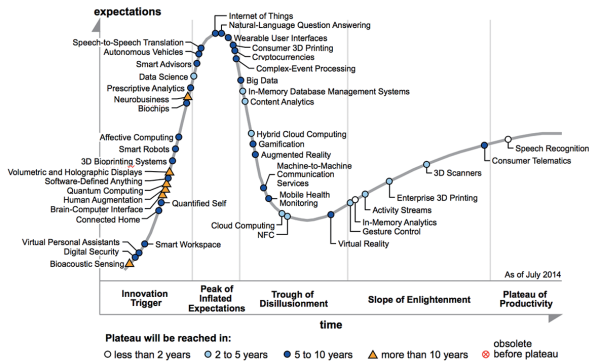 expectations
Internet of Things
Natural-Language Question Answering
Wearable User Interfaces
Speech-to-Speech Translation
Consumer 3D Printing
Autonomous Vehicles
Cryptocurrencies
Smart Advisors
Complex-Event Processing
Data Science
Big Data
Prescriptive Analytics
In-Memory Database Management Systems
Neurobusiness
Content Analytics
Biochips
Affective Computing
Hybrid Cloud Computing
Gamification
Smart Robots
Augmented Reality
3D Bioprinting Systems
Volumetric and Holographic Displays
Machine-to-Machine
Communication
Services
Software-Defined Anything
Quantum Computing
Human Augmentation
Mobile Health
Monitoring
Brain-Computer Interface
Quantified Self
Connected Home
Speech Recognition
Consumer Telematics
3D Scanners
Enterprise 3D Printing
Activity Streams
In-Memory Analytics
Gesture Control
Cloud Computing
NFC
Virtual Reality
Virtual Personal Assistants
Smart Workspace
Digital Security
Bioacoustic Sensing
As of July 2014
Innovation
Trigger
Peak of
Inflated
Expectations
Trough of
Disillusionment
Slope of Enlightenment
Plateau of
Productivity
time
Plateau will be reached in:
less than 2 years
2 to 5 years
5 to 10 years
more than 10 years
obsolete
before plateau